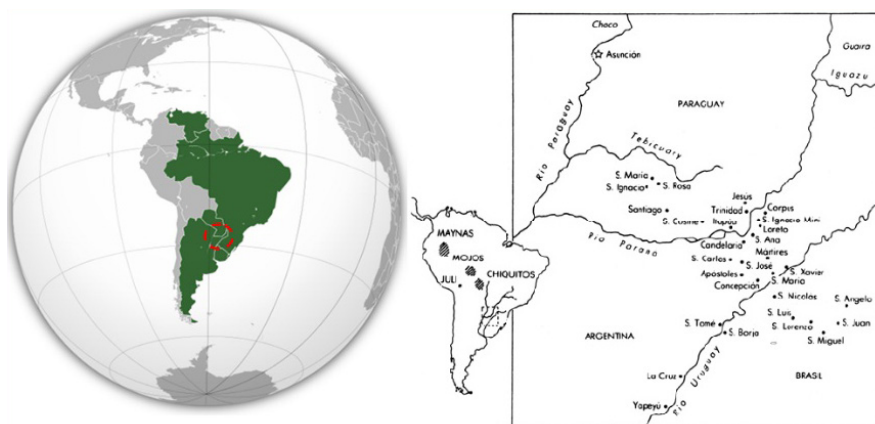 Chaco
Asunción
Guaira
Iguazu
PARAGUAY
Rio Paraguay
Tebicuary
S. Maria
S. Ignacio
S. Rosa
Jesús
Santiago
Trinidad
Corpus
S. Cosme
Itapúa
S. Ignacio Mini
Loreto
S. Ana
Rio Parana
Candelaria
Mártires
S. Carlos
S. José
S. Xavier
Apóstoles
S. Maria
Concepción
S. Nicolas
S. Angelo
S. Luis
S. Lorenzo
S. Juan
S. Tomé
S. Borja
S. Miguel
ARGENTINA
La Cruz
BRASIL
Rio Uruguay
Yapeyú
MAYNAS
MOJOS
JULI
CHIQUITOS